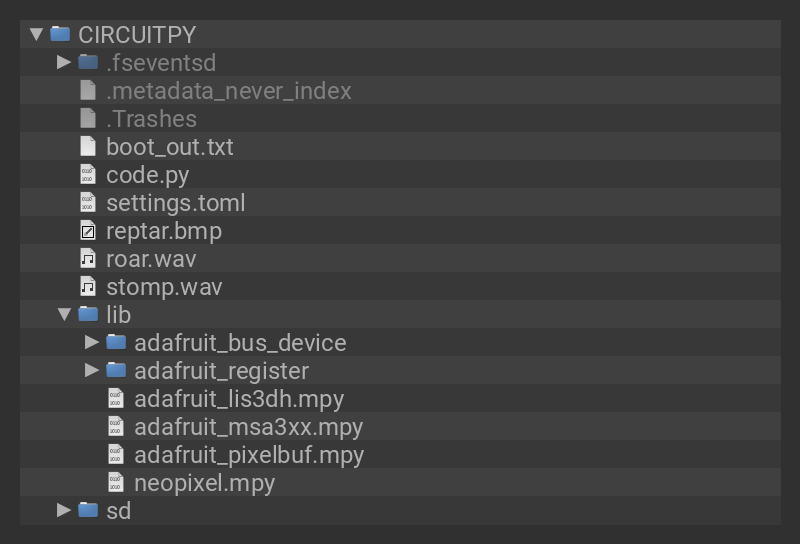 CIRCUITPY
.fseventsd
.metadata_never_index
.Trashes
boot_out.txt
code.py
settings.toml
reptar.bmp
roar.wav
stomp.wav
lib
adafruit_bus_device
adafruit_register
adafruit_lis3dh.mpy
adafruit_msa3xx.mpy
adafruit_pixelbuf.mpy
neopixel.mpy
sd